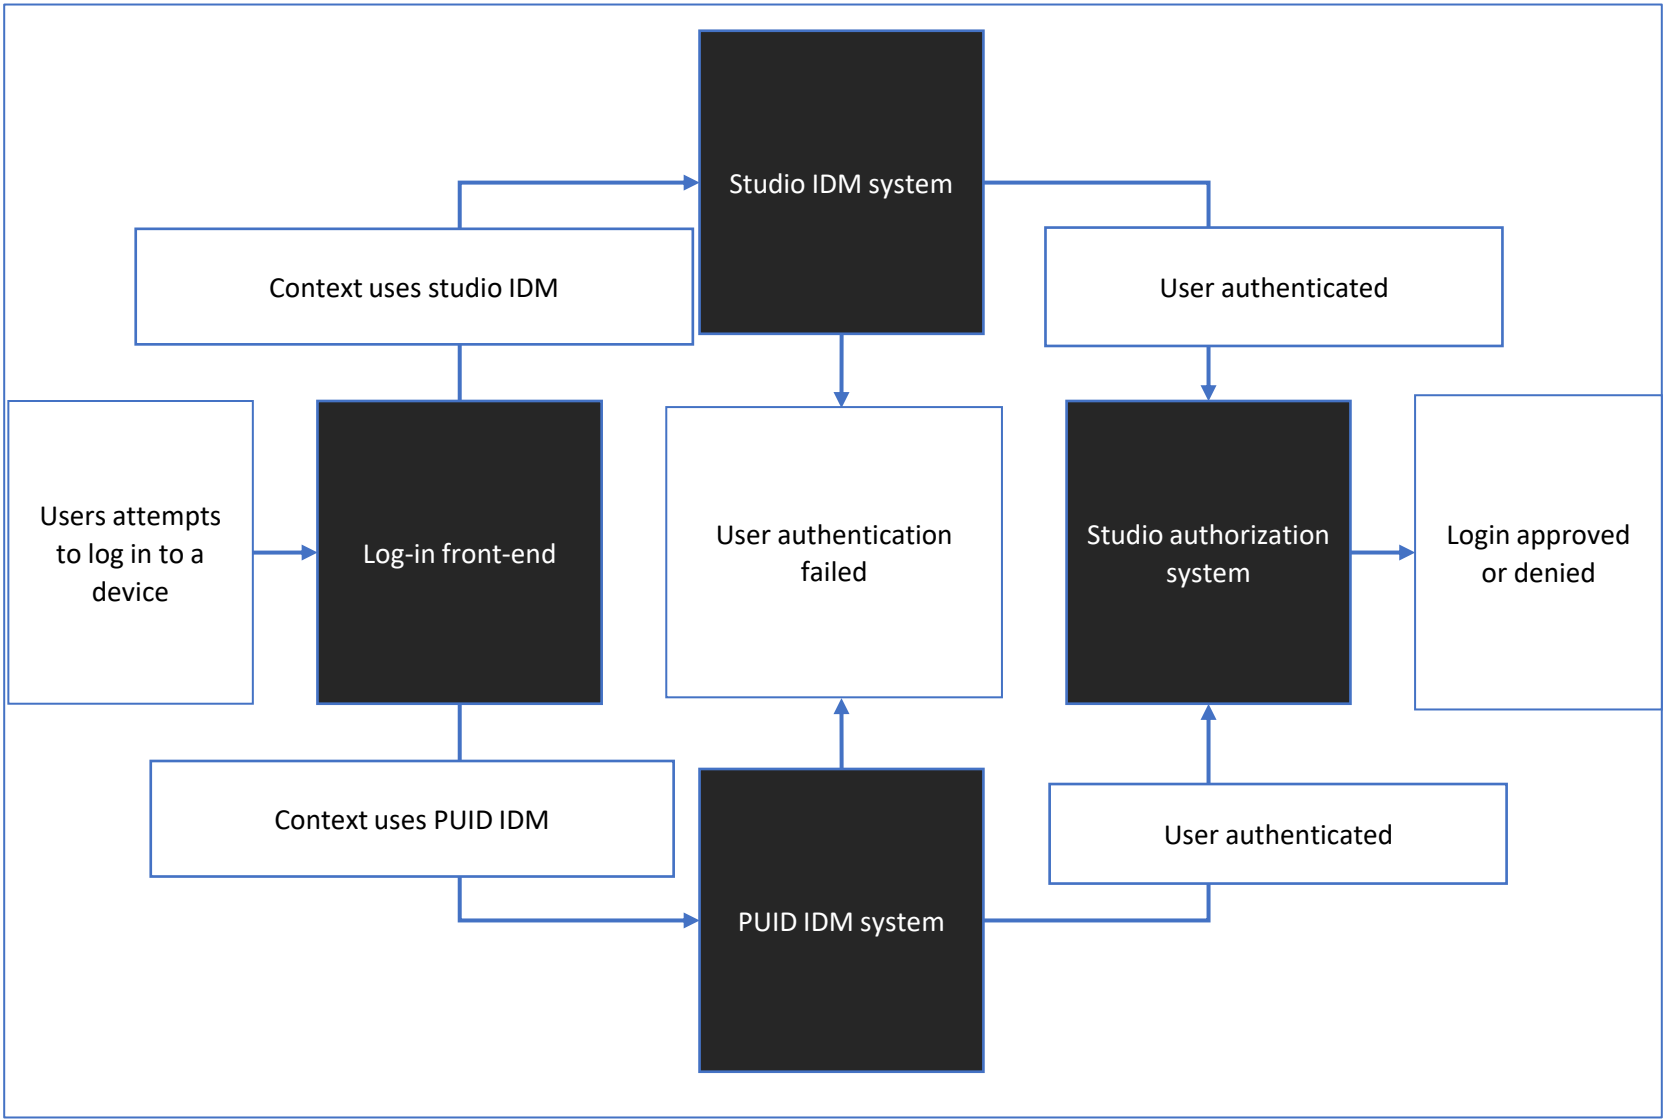 Studio IDM system
Context uses studio IDM
User authenticated
Users attempts
to log in to a
device
Log-in front-end
User authentication
failed
Studio authorization
system
Login approved
or denied
Context uses PUID IDM
User authenticated
PUID IDM system